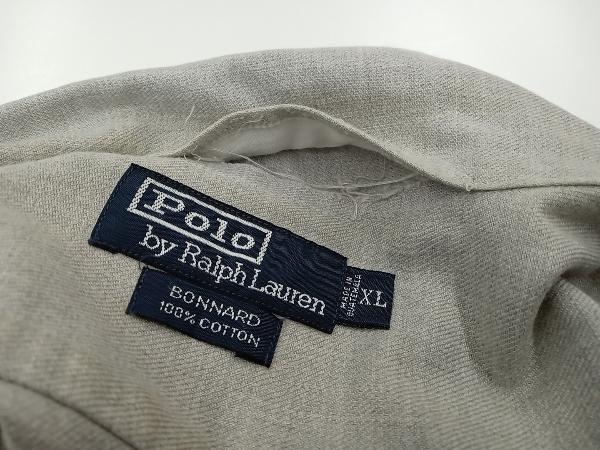 Polo
by Ralph Lauren
MADE IN
GUATEMALA
XL
BONNARD
100% COTTON